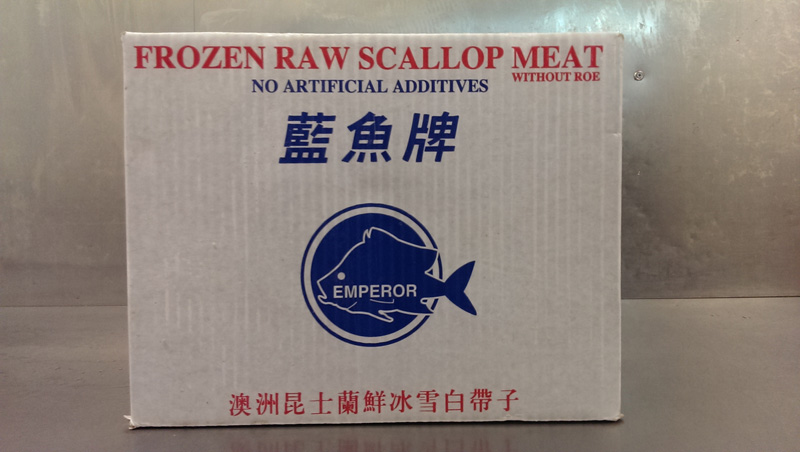 FROZEN RAW SCALLOP MEAT
WITHOUT ROE
NO ARTIFICIAL ADDITIVES
藍魚牌
EMPEROR
澳洲昆士蘭鮮冰雪白帶子